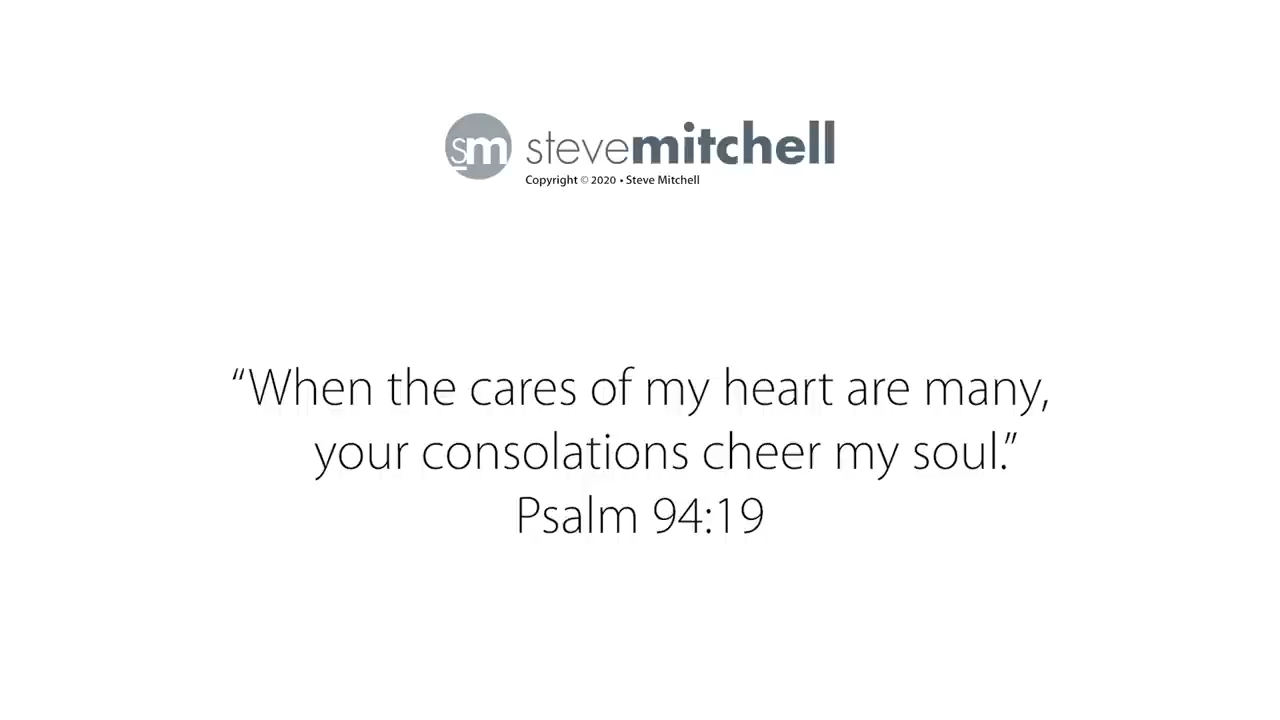 sm stevemitchell
Copyright © 2020 • Steve Mitchell
“When the cares of my heart are many,
your consolations cheer my soul.”
Psalm 94:19